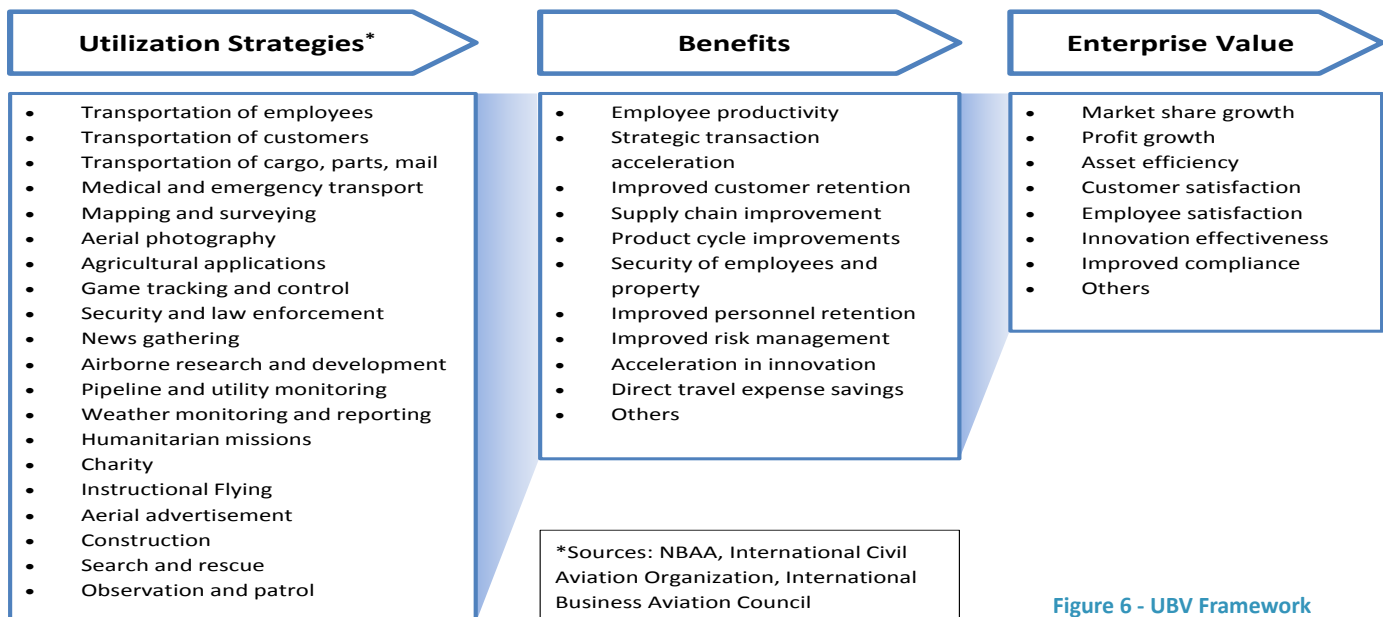 Utilization Strategies*
Benefits
Enterprise Value
• Transportation of employees
• Transportation of customers
• Transportation of cargo, parts, mail
• Medical and emergency transport
• Mapping and surveying
• Aerial photography
• Agricultural applications
• Game tracking and control
• Security and law enforcement
• News gathering
• Airborne research and development
• Pipeline and utility monitoring
• Weather monitoring and reporting
• Humanitarian missions
• Charity
• Instructional Flying
• Aerial advertisement
• Construction
• Search and rescue
• Observation and patrol
• Employee productivity
• Strategic transaction
acceleration
• Improved customer retention
• Supply chain improvement
• Product cycle improvements
• Security of employees and
property
• Improved personnel retention
• Improved risk management
• Acceleration in innovation
• Direct travel expense savings
• Others
• Market share growth
• Profit growth
• Asset efficiency
• Customer satisfaction
• Employee satisfaction
• Innovation effectiveness
• Improved compliance
• Others
*Sources: NBAA, International Civil
Aviation Organization, International
Business Aviation Council
Figure 6 - UBV Framework